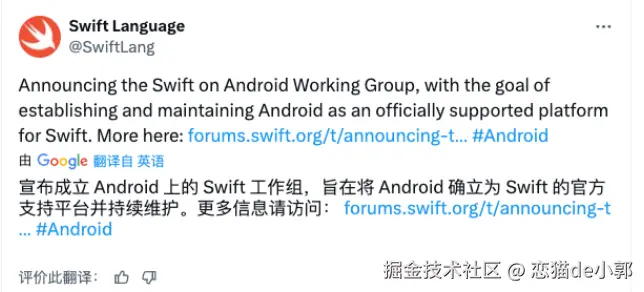 Swift Language
@SwiftLang
Announcing the Swift on Android Working Group, with the goal of
establishing and maintaining Android as an officially supported platform
for Swift. More here: forums.swift.org/t/announcing-t... #Android
由 Google 翻译自 英语
宣布成立 Android 上的 Swift 工作组，旨在将 Android 确立为 Swift 的官方
支持平台并持续维护。更多信息请访问： forums.swift.org/t/announcing-t
... #Android
评价此翻译：
掘金技术社区 @ 恋猫de小郭